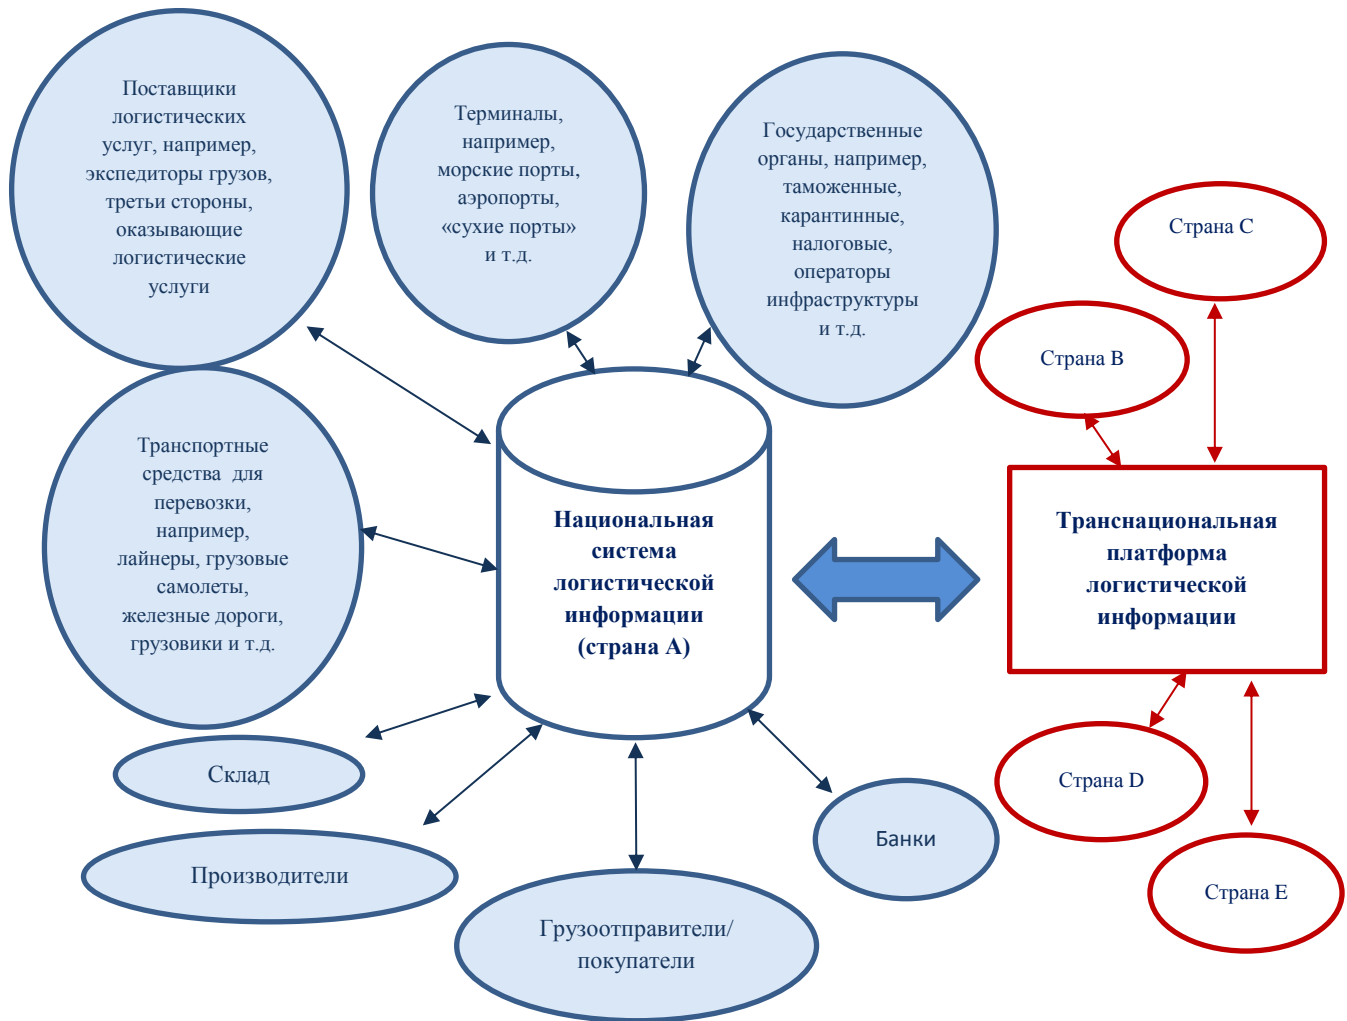 Поставщики
логистических
услуг, например,
экспедиторы грузов,
третьи стороны,
оказывающие
логистические
услуги
Терминалы,
например,
морские порты,
аэропорты,
«сухие порты»
и т.д.
Государственные
органы, например,
таможенные,
карантинные,
налоговые,
операторы
инфраструктуры
и т.д.
Страна C
Страна B
Транспортные
средства для
перевозки,
например,
лайнеры, грузовые
самолеты,
железные дороги,
грузовики и т.д.
Национальная
система
логистической
информации
(страна А)
Транснациональная
платформа
логистической
информации
Склад
Производители
Грузоотправители/
покупатели
Банки
Страна D
Страна E